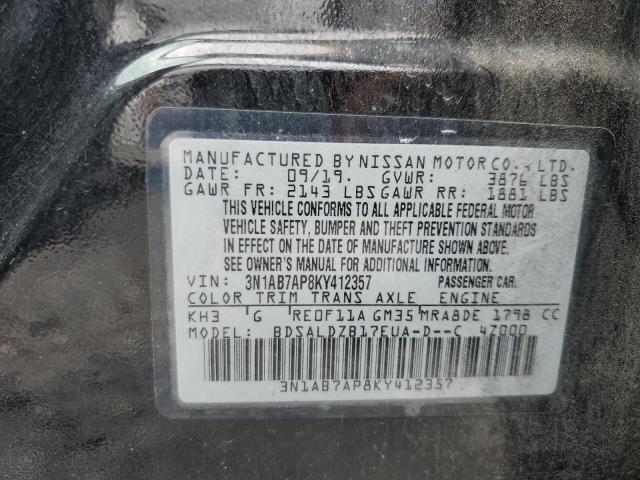 MANUFACTURED BY NISSAN MOTOR CO., LTD.
DATE: 09/19. GVWR: 3876 LBS
GAWR FR: 2143 LBS GAWR RR: 1881 LBS
THIS VEHICLE CONFORMS TO ALL APPLICABLE FEDERAL MOTOR
VEHICLE SAFETY, BUMPER AND THEFT PREVENTION STANDARDS
IN EFFECT ON THE DATE OF MANUFACTURE SHOWN ABOVE.
SEE OWNER'S MANUAL FOR ADDITIONAL INFORMATION.
VIN: 3N1AB7AP8KY412357 PASSENGER CAR.
COLOR TRIM TRANS AXLE ENGINE
KH3 G RE0F11A GM35 MRA8DE 1798 CC
MODEL: BDSALDZB17EUA-D--C 4Z000
3N1AB7AP8KY412357